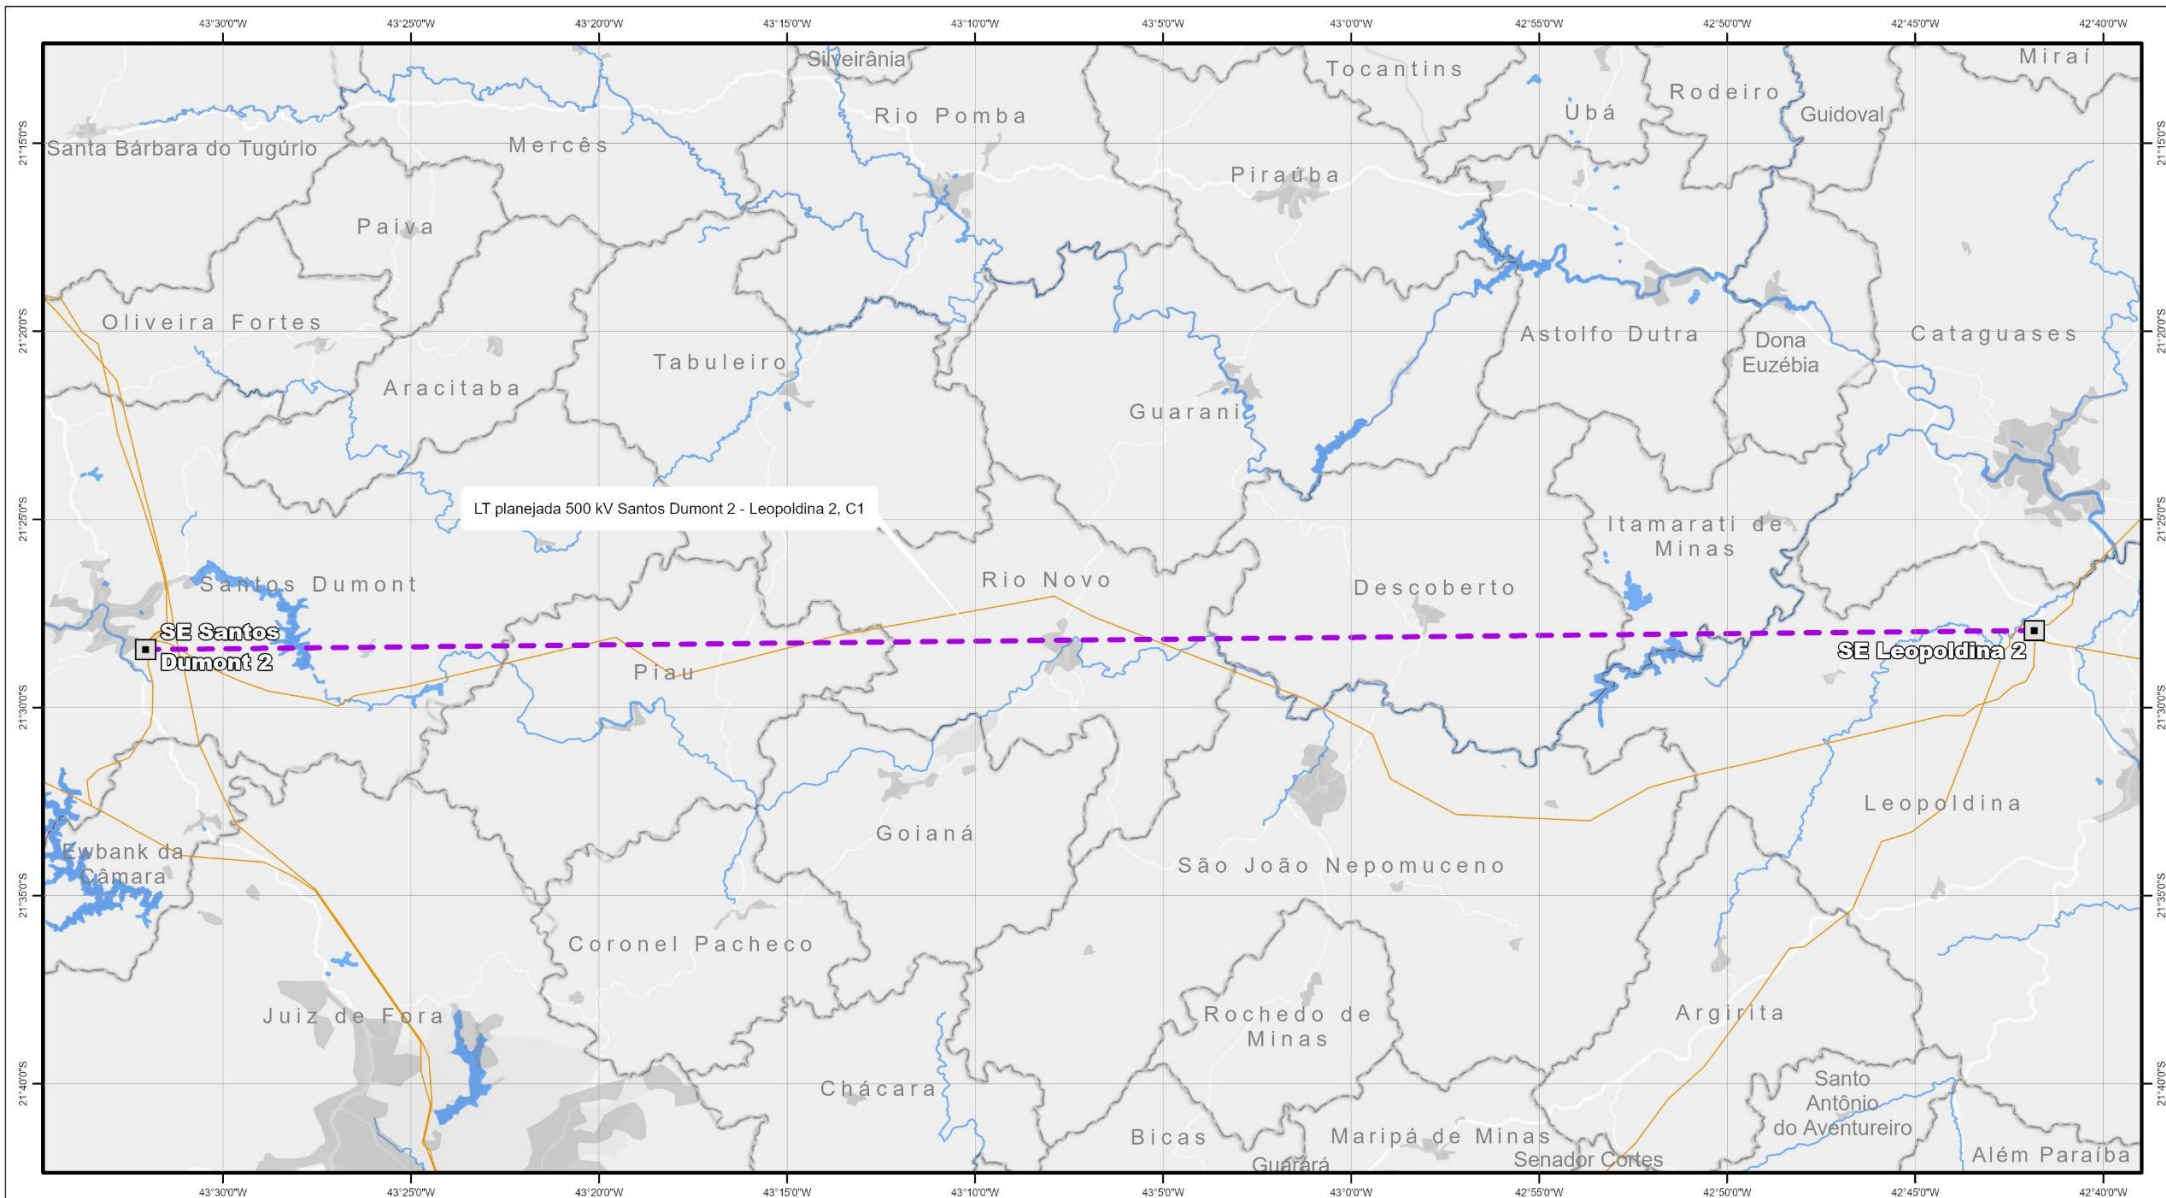 43°30'0"W 43°25'0"W 43°20'0"W 43°15'0"W 43°10'0"W 43°5'0"W 43°0'0"W 42°55'0"W 42°50'0"W 42°45'0"W 42°40'0"W
Silveirânia
Tocantins
Miraí
Rio Pomba
Ubá
Rodeiro
Guidoval
21°15'0"S
21°15'0"S
Santa Bárbara do Tugúrio
Mercês
Piraúba
Paiva
Oliveira Fortes
21°20'0"S
21°20'0"S
Astolfo Dutra
Dona
Euzébia
Cataguases
Tabuleiro
Aracitaba
Guarani
LT planejada 500 kV Santos Dumont 2 - Leopoldina 2, C1
21°25'0"S
21°25'0"S
Itamarati de
Minas
Santos Dumont
Rio Novo
Descoberto
SE Santos
Dumont 2
SE Leopoldina 2
Piau
21°30'0"S
21°30'0"S
Leopoldina
Goianá
Ewbank da
Câmara
São João Nepomuceno
21°35'0"S
21°35'0"S
Coronel Pacheco
Juiz de Fora
Rochedo de
Minas
Argirita
21°40'0"S
21°40'0"S
Chácara
Santo
Antônio
do Aventureiro
Bicas
Maripá de Minas
Guarará
Senador Cortes
Além Paraíba
43°30'0"W 43°25'0"W 43°20'0"W 43°15'0"W 43°10'0"W 43°5'0"W 43°0'0"W 42°55'0"W 42°50'0"W 42°45'0"W 42°40'0"W